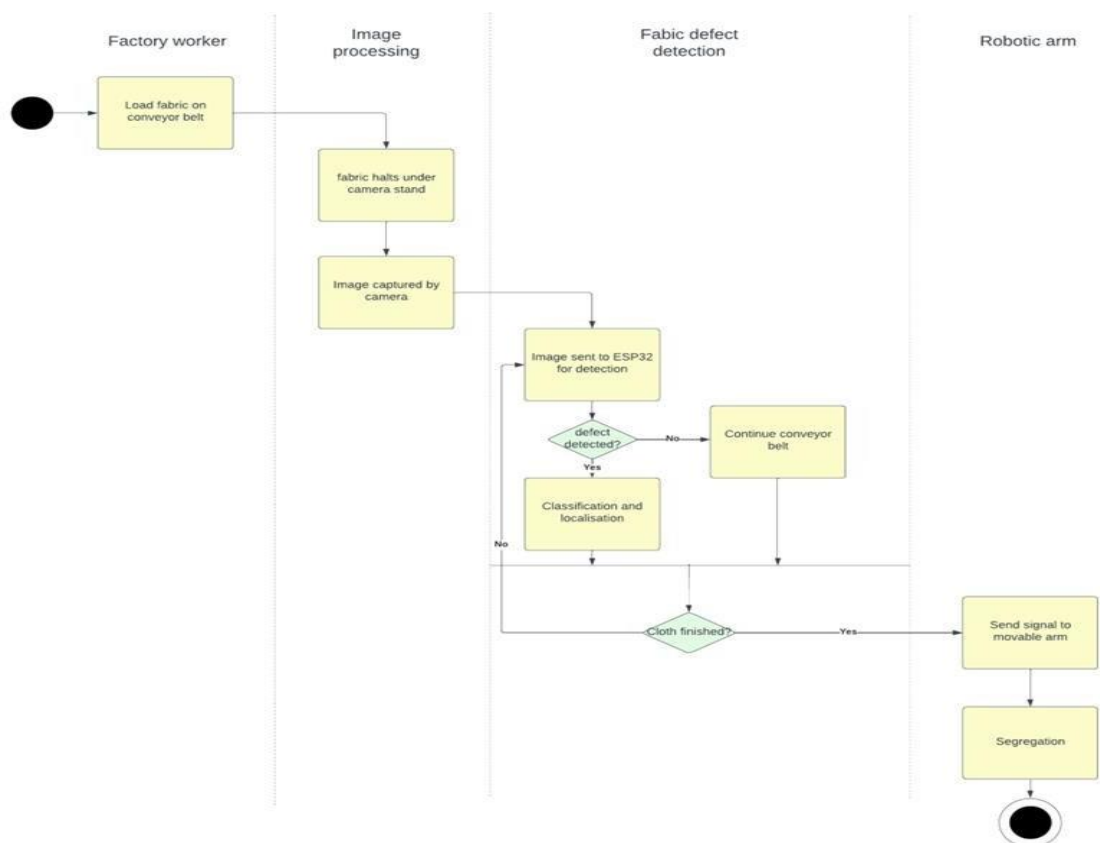 Factory worker
Image
processing
Fabic defect
detection
Robotic arm
Load fabric on
conveyor belt
fabric halts under
camera stand
Image captured by
camera
Image sent to ESP32
for detection
defect
detected?
No
Continue conveyor
belt
Yes
Classification and
localisation
No
Cloth finished?
Yes
Send signal to
movable arm
Segregation